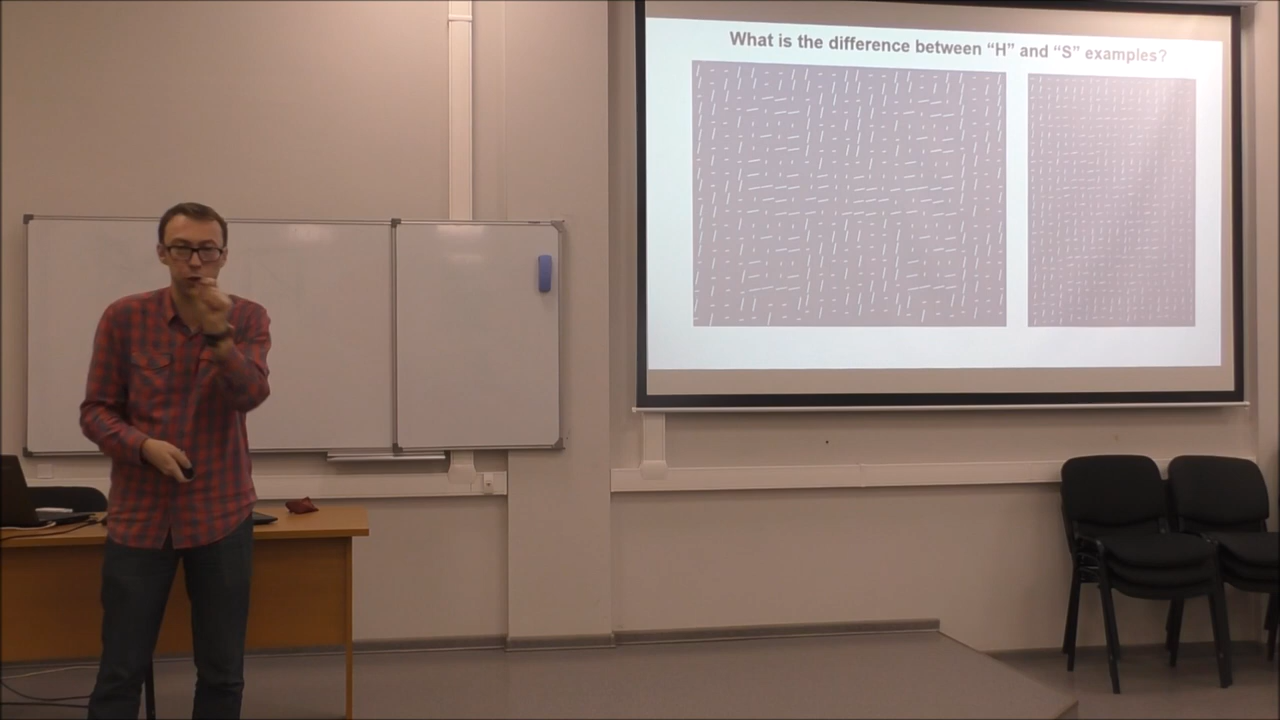 What is the difference between “H” and “S” examples?